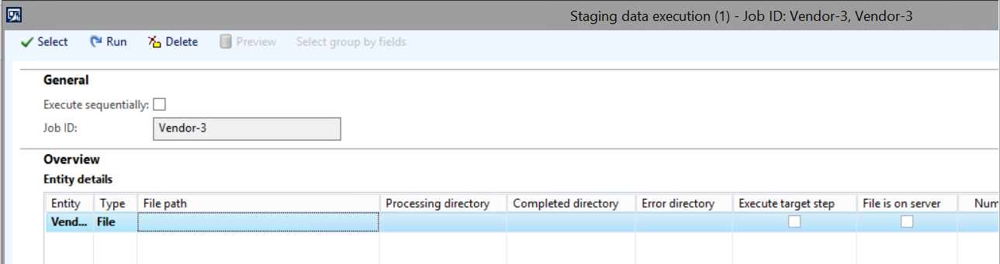 Staging data execution (1) - Job ID: Vendor-3, Vendor-3
Select Run Delete Preview Select group by fields
General
Execute sequentially:
Job ID: Vendor-3
Overview
Entity details
Entity Type File path Processing directory Completed directory Error directory Execute target step File is on server Num
Vend... File